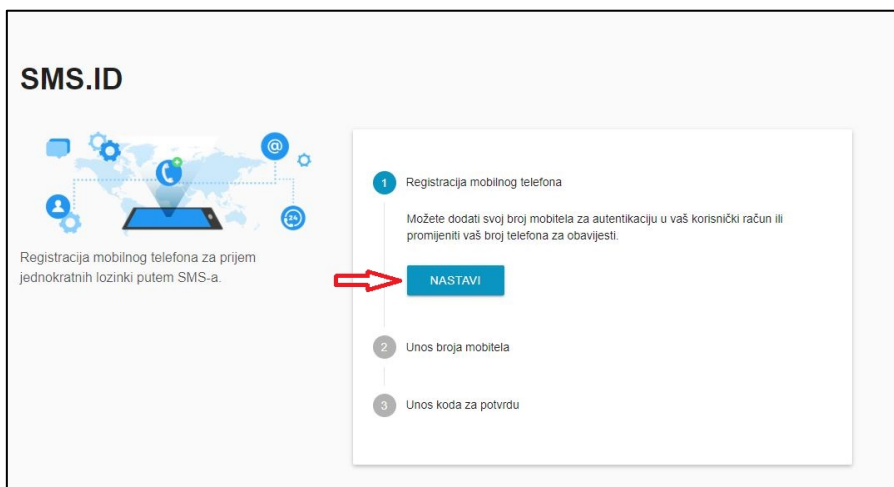 SMS.ID
@
24
Registracija mobilnog telefona za prijem
jednokratnih lozinki putem SMS-a.
1 Registracija mobilnog telefona
Možete dodati svoj broj mobitela za autentikaciju u vaš korisnički račun ili
promijeniti vaš broj telefona za obavijesti.
NASTAVI
2 Unos broja mobitela
3 Unos koda za potvrdu